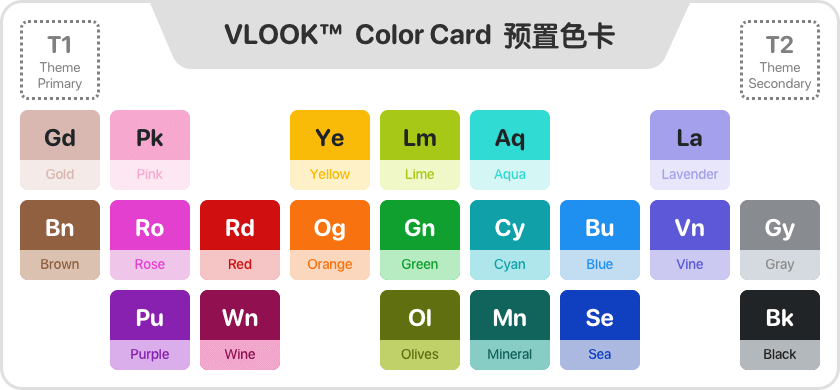 VLOOK™ Color Card 预置色卡
T1
Theme
Primary
T2
Theme
Secondary
Gd
Gold
Pk
Pink
Ye
Yellow
Lm
Lime
Aq
Aqua
La
Lavender
Bn
Brown
Ro
Rose
Rd
Red
Og
Orange
Gn
Green
Cy
Cyan
Bu
Blue
Vn
Vine
Gy
Gray
Pu
Purple
Wn
Wine
Ol
Olives
Mn
Mineral
Se
Sea
Bk
Black